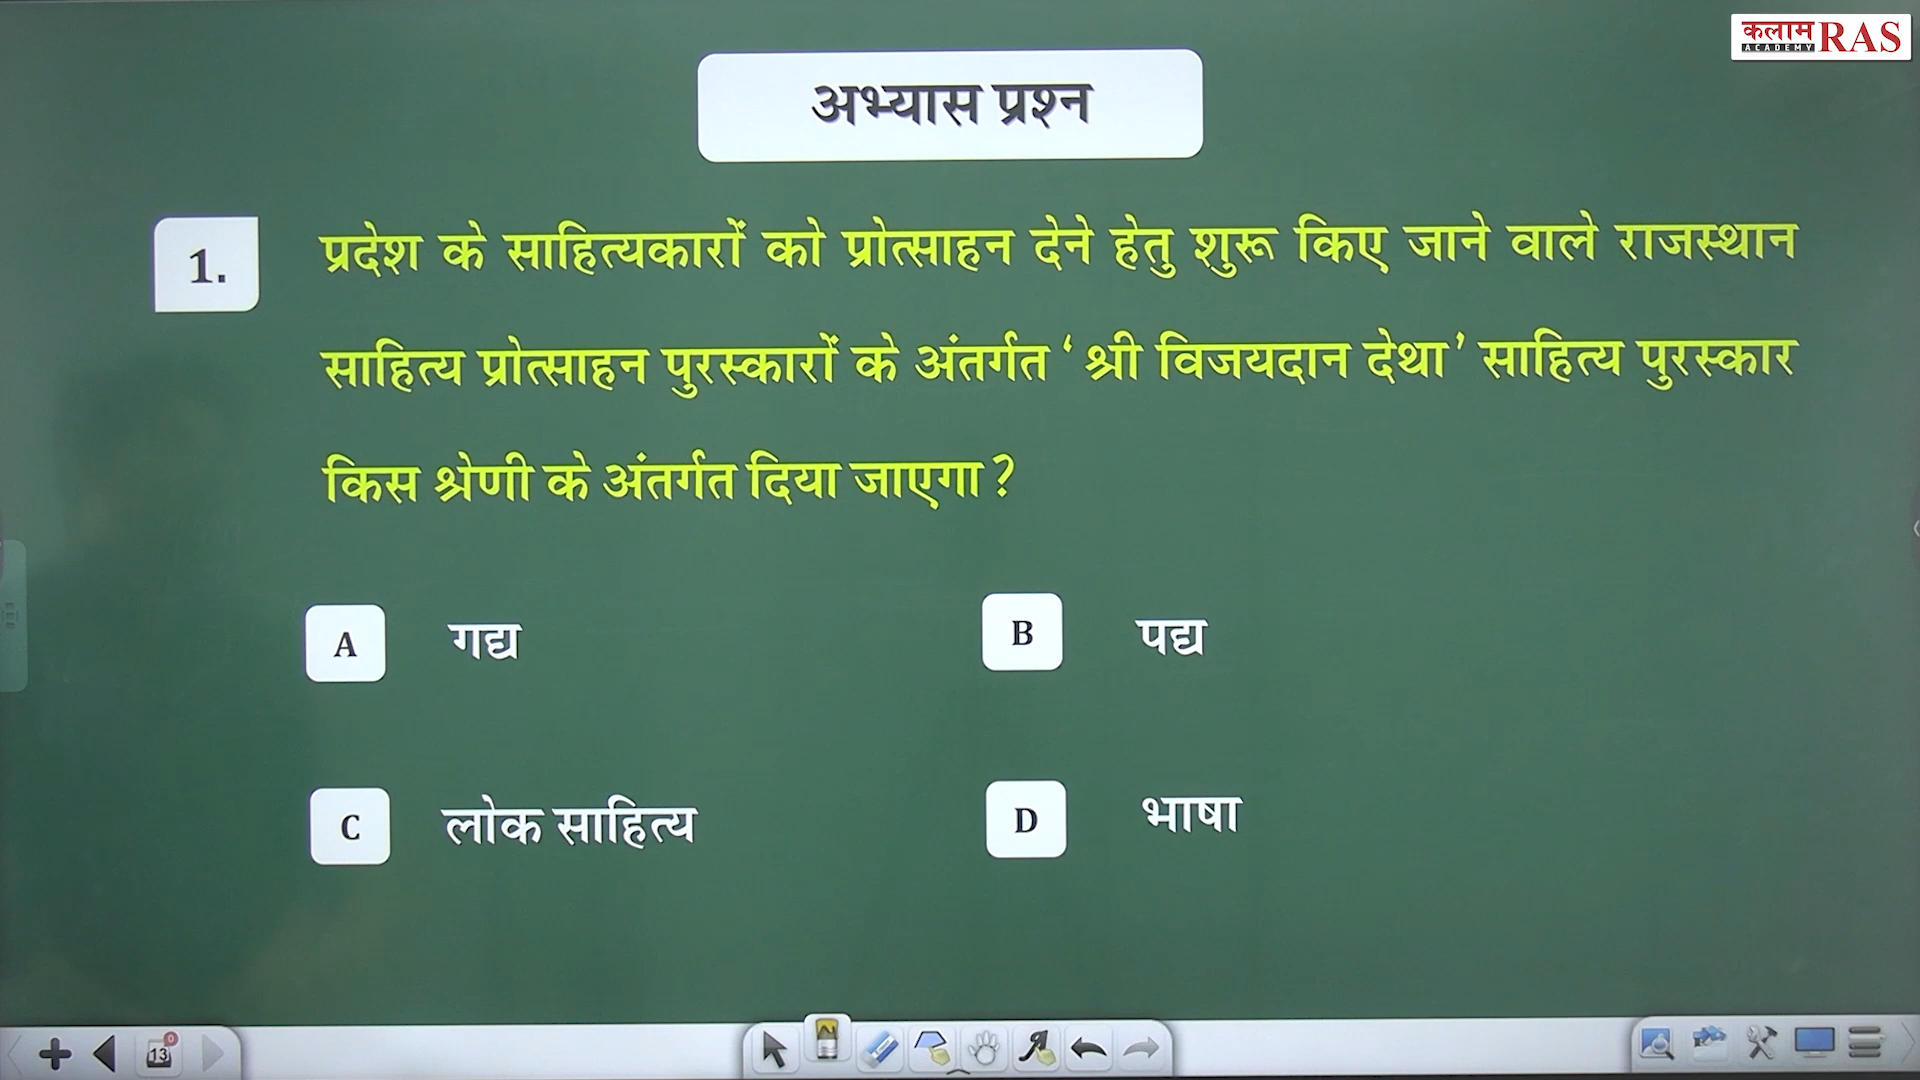 कलाम RAS
ACADEMY
अभ्यास प्रश्न
1. प्रदेश के साहित्यकारों को प्रोत्साहन देने हेतु शुरू किए जाने वाले राजस्थान
साहित्य प्रोत्साहन पुरस्कारों के अंतर्गत ‘श्री विजयदान देथा’ साहित्य पुरस्कार
किस श्रेणी के अंतर्गत दिया जाएगा?
A गद्य
B पद्य
C लोक साहित्य
D भाषा
13 0